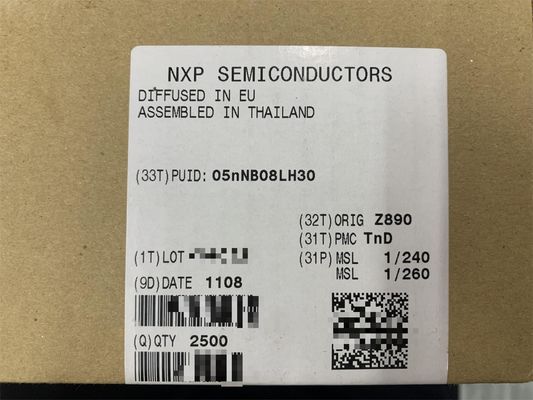 NXP SEMICONDUCTORS
DIFFUSED IN EU
ASSEMBLED IN THAILAND
(33T)PUID: 05nNB08LH30
(32T)ORIG Z890
(31T)PMC TnD
(1T)LOT
(31P)MSL 1/240
MSL 1/260
(9D)DATE 1108
(Q)QTY 2500